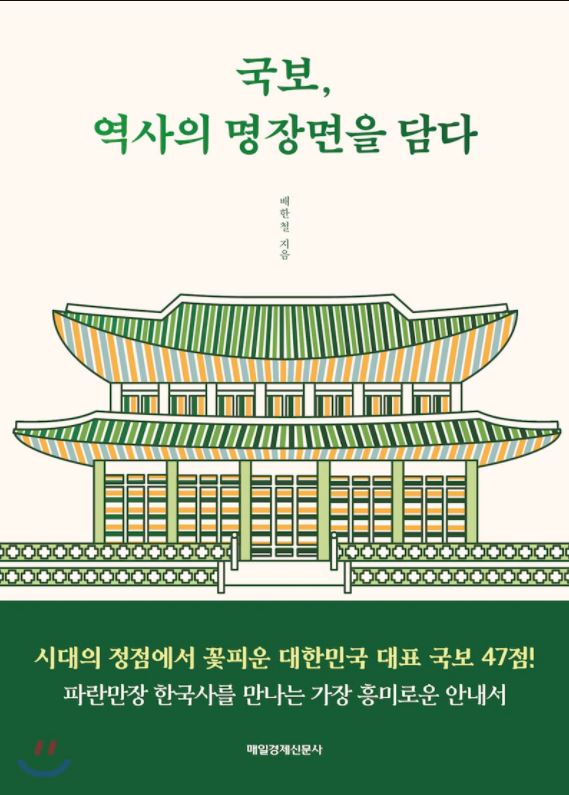 국보,
역사의 명장면을 담다
배한철 지음
시대의 정점에서 꽃피운 대한민국 대표 국보 47점!
파란만장 한국사를 만나는 가장 흥미로운 안내서
매일경제신문사